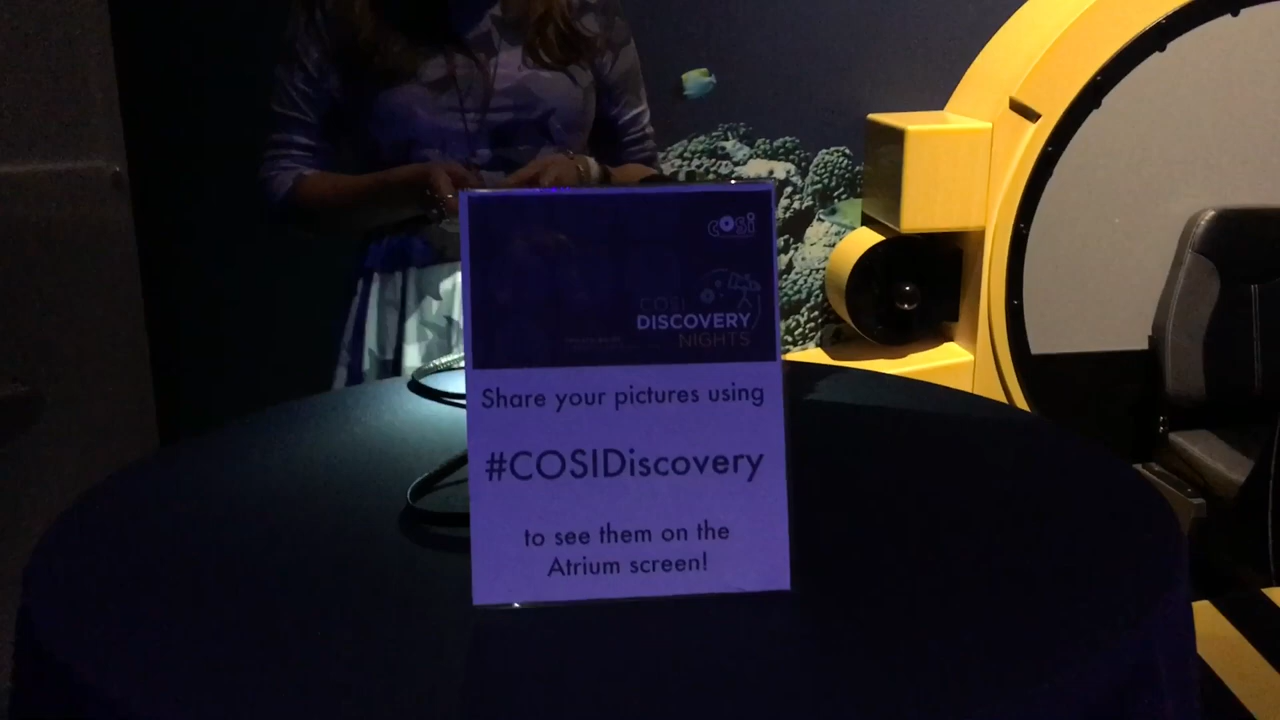 cosi
COSI
DISCOVERY
NIGHTS
Share your pictures using
#COSIDiscovery
to see them on the
Atrium screen!